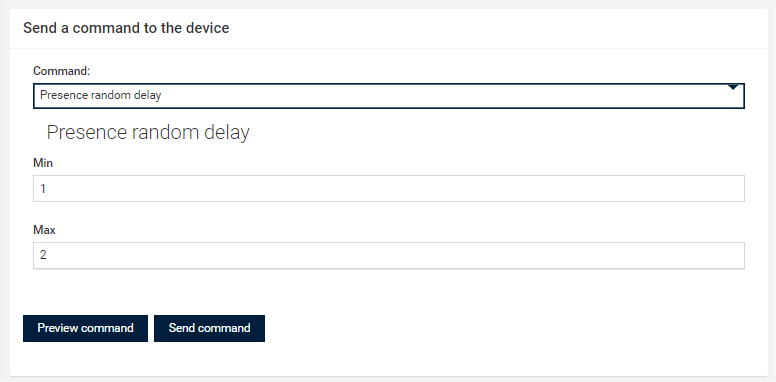 Send a command to the device
Command:
Presence random delay
Presence random delay
Min
1
Max
2
Preview command Send command